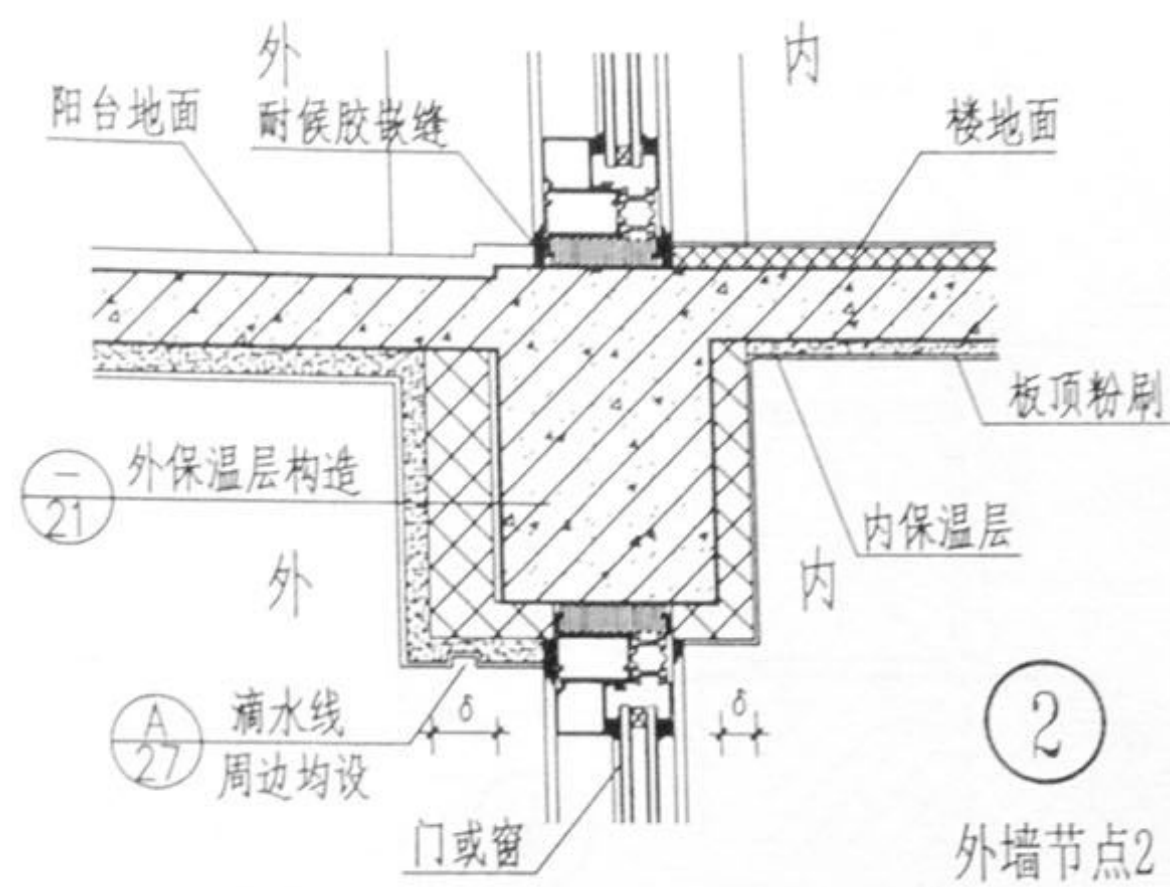 外
内
阳台地面
耐候胶嵌缝
楼地面
板顶粉刷
一
21
外保温层构造
内保温层
外
内
A
27
滴水线
周边均设
δ
δ
2
门或窗
外墙节点2